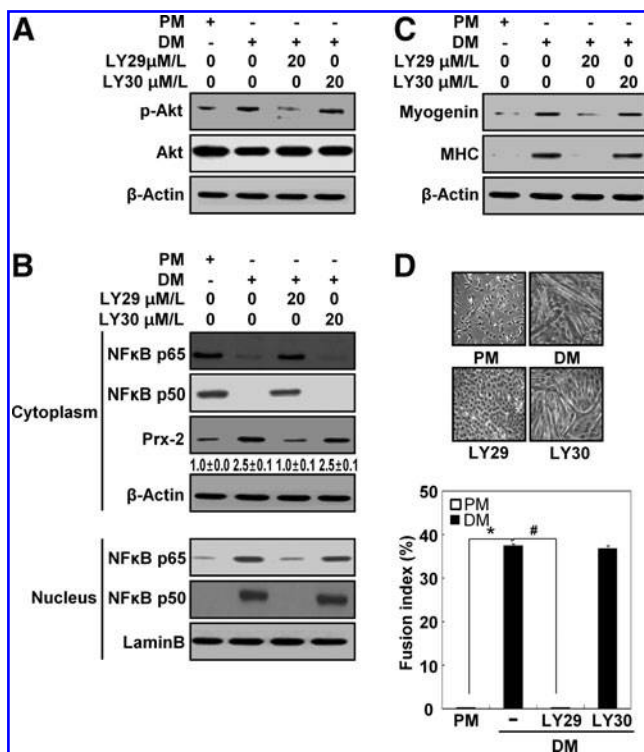 A
PM + - - -
DM - + + +
LY29μM/L 0 0 20 0
LY30 μM/L 0 0 0 20
p-Akt
Akt
β-Actin
B
PM + - - -
DM - + + +
LY29 μM/L 0 0 20 0
LY30 μM/L 0 0 0 20
Cytoplasm
NFκB p65
NFκB p50
Prx-2
1.0±0.0 2.5±0.1 1.0±0.1 2.5±0.1
β-Actin
Nucleus
NFκB p65
NFκB p50
LaminB
C
PM + - - -
DM - + + +
LY29 μM/L 0 0 20 0
LY30 μM/L 0 0 0 20
Myogenin
MHC
β-Actin
D
PM DM
LY29 LY30
Fusion index (%)
50
40
30
20
10
0
PM
DM
* #
PM - LY29 LY30
DM